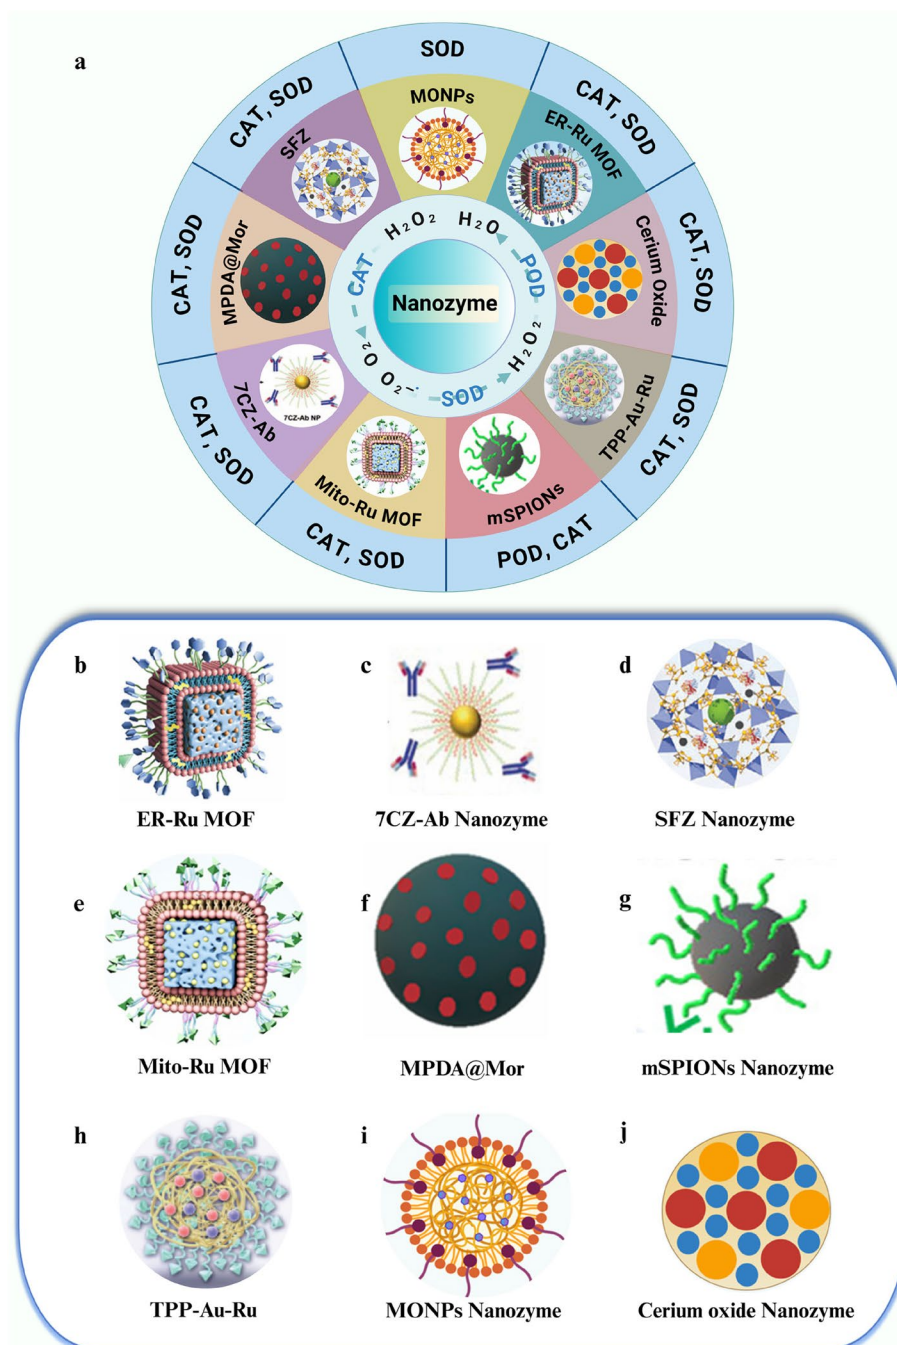 a
SOD
CAT, SOD
CAT, SOD
CAT, SOD
CAT, SOD
POD, CAT
CAT, SOD
CAT, SOD
CAT, SOD
MONPs
ER-Ru MOF
Cerium Oxide
TPP-Au-Ru
mSPIONs
Mito-Ru MOF
7CZ-Ab
7CZ-Ab NP
MPDA@Mor
SFZ
H₂O₂
H₂O
CAT
POD
Nanozyme
O₂
O₂⁻·
SOD
H₂O₂
b
c
d
ER-Ru MOF
7CZ-Ab Nanozyme
SFZ Nanozyme
e
f
g
Mito-Ru MOF
MPDA@Mor
mSPIONs Nanozyme
h
i
j
TPP-Au-Ru
MONPs Nanozyme
Cerium oxide Nanozyme